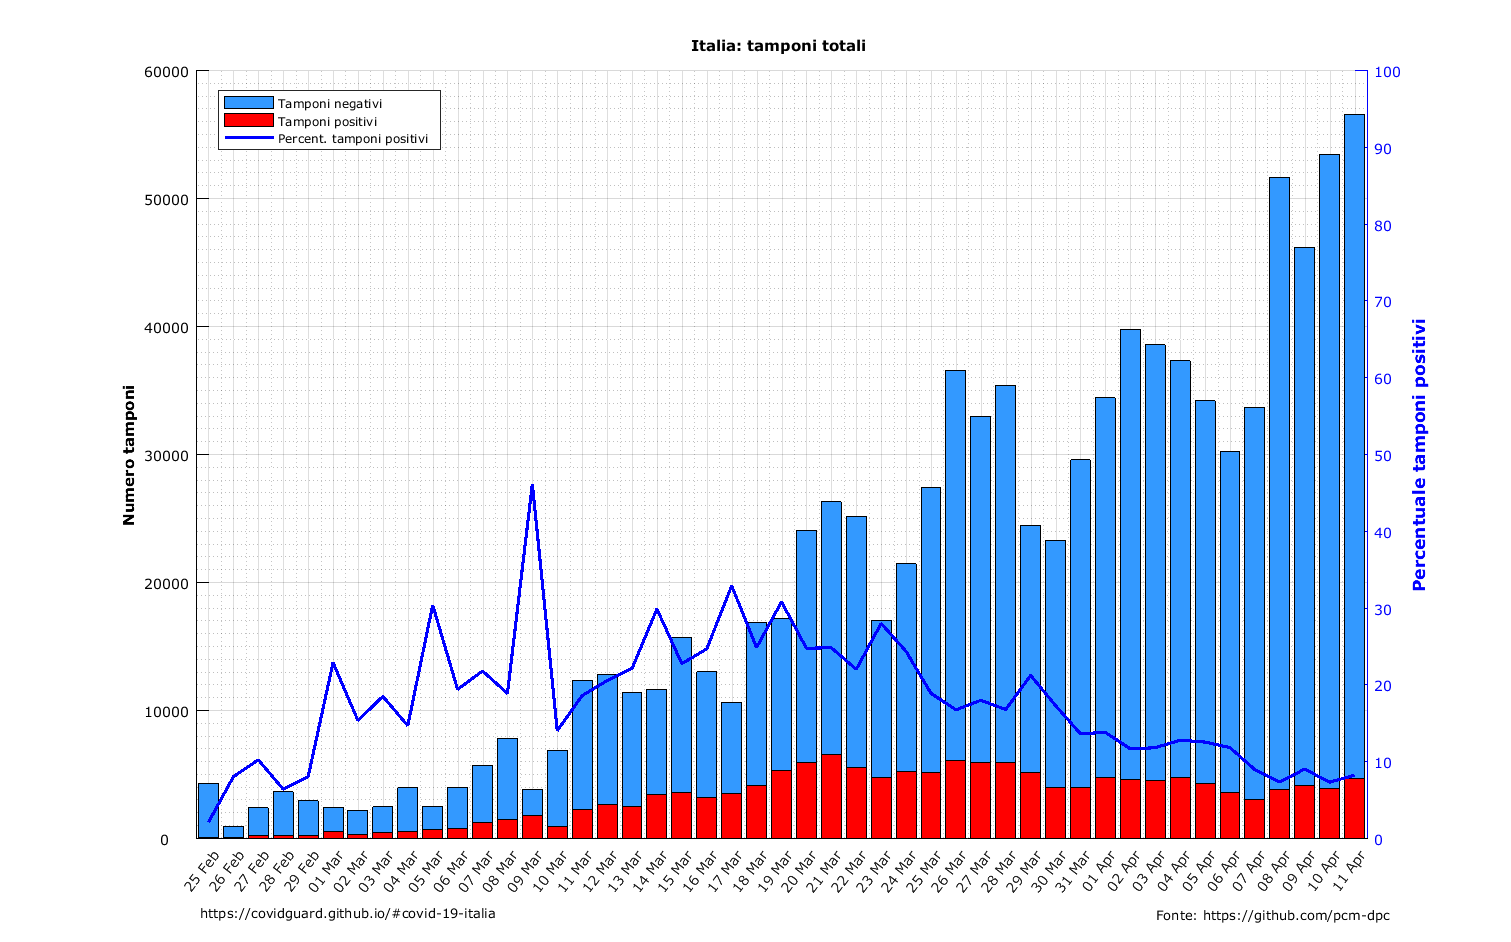 Italia: tamponi totali
60000
50000
40000
30000
20000
10000
0
Numero tamponi
Tamponi negativi
Tamponi positivi
Percent. tamponi positivi
100
90
80
70
60
50
40
30
20
10
0
Percentuale tamponi positivi
25 Feb
26 Feb
27 Feb
28 Feb
29 Feb
01 Mar
02 Mar
03 Mar
04 Mar
05 Mar
06 Mar
07 Mar
08 Mar
09 Mar
10 Mar
11 Mar
12 Mar
13 Mar
14 Mar
15 Mar
16 Mar
17 Mar
18 Mar
19 Mar
20 Mar
21 Mar
22 Mar
23 Mar
24 Mar
25 Mar
26 Mar
27 Mar
28 Mar
29 Mar
30 Mar
31 Mar
01 Apr
02 Apr
03 Apr
04 Apr
05 Apr
06 Apr
07 Apr
08 Apr
09 Apr
10 Apr
11 Apr
https://covidguard.github.io/#covid-19-italia
Fonte: https://github.com/pcm-dpc